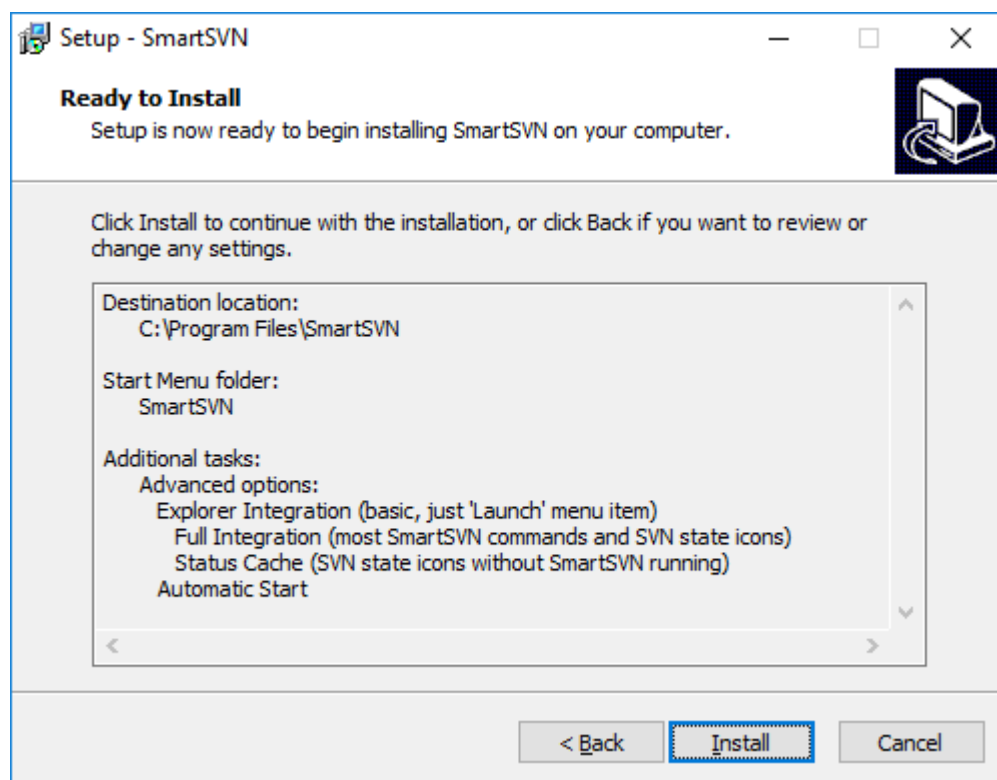 Setup - SmartSVN
Ready to Install
Setup is now ready to begin installing SmartSVN on your computer.
Click Install to continue with the installation, or click Back if you want to review or
change any settings.
Destination location:
C:\Program Files\SmartSVN
Start Menu folder:
SmartSVN
Additional tasks:
Advanced options:
Explorer Integration (basic, just 'Launch' menu item)
Full Integration (most SmartSVN commands and SVN state icons)
Status Cache (SVN state icons without SmartSVN running)
Automatic Start
< Back Install Cancel